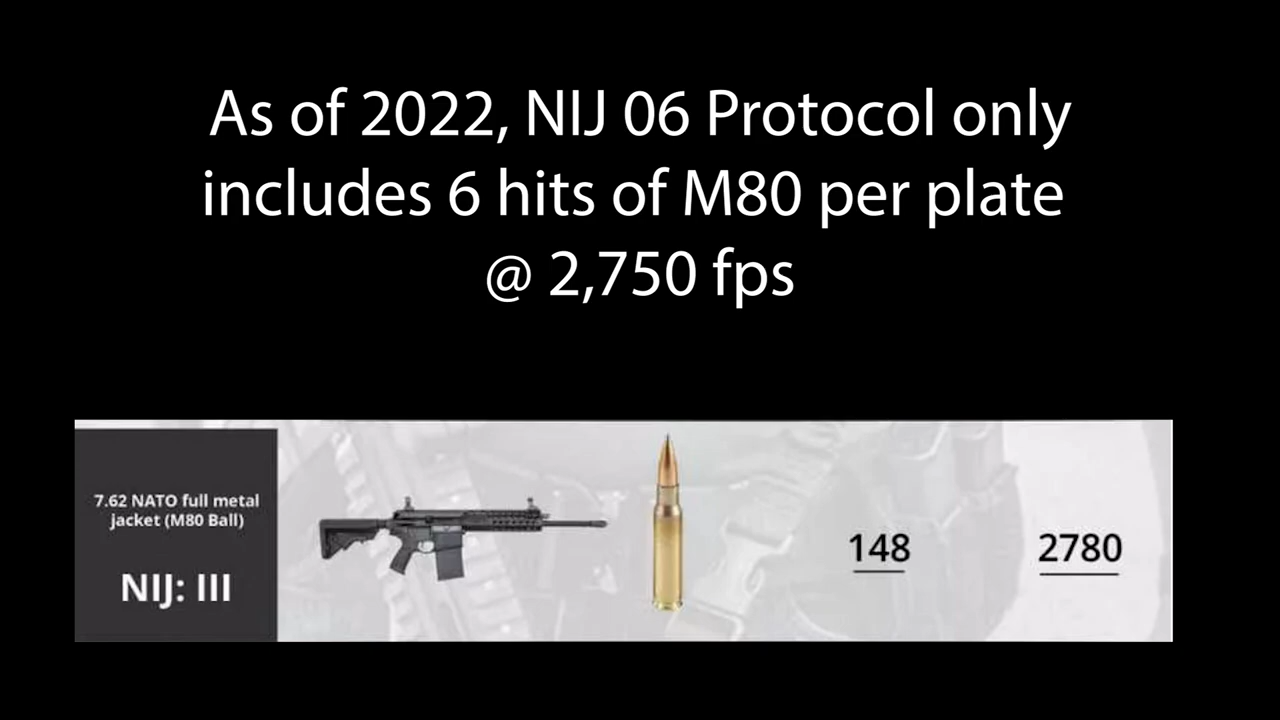 As of 2022, NIJ 06 Protocol only
includes 6 hits of M80 per plate
@ 2,750 fps
7.62 NATO full metal
jacket (M80 Ball)
NIJ: III
148
2780